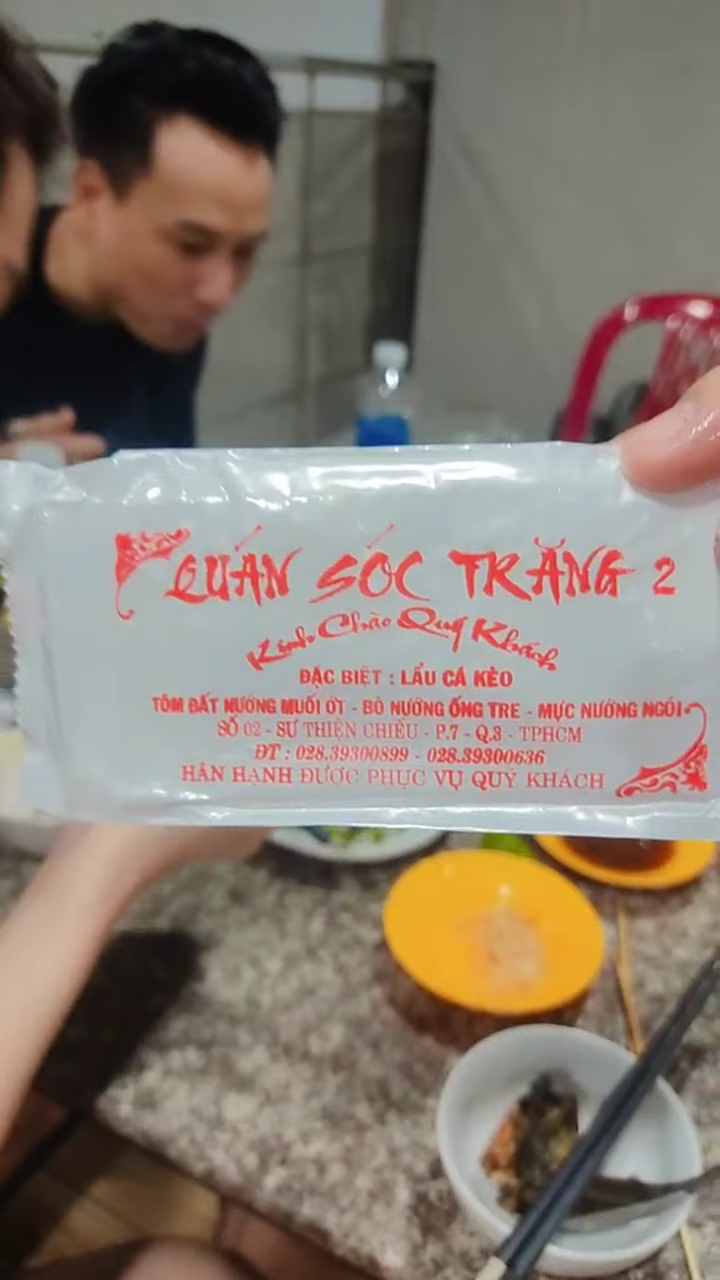 QUÁN SÓC TRĂNG 2
Kính Chào Quý Khách
ĐẶC BIỆT : LẨU CÁ KÈO
TÔM ĐẤT NƯỚNG MUỐI ỚT - BÒ NƯỚNG ỐNG TRE - MỰC NƯỚNG NGÓI
SỐ 02 - SƯ THIỆN CHIẾU - P.7 - Q.3 - TPHCM
ĐT : 028.39300899 - 028.39300636
HÂN HẠNH ĐƯỢC PHỤC VỤ QUÝ KHÁCH